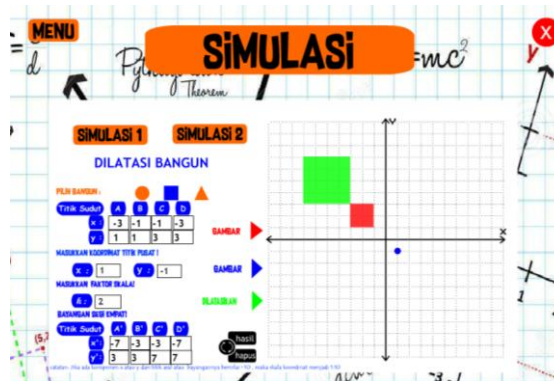 MENU
SiMULASi
X
=
d
Theorem
=mc²
y
SiMULASi 1
SiMULASi 2
DILATASI BANGUN
PILIH BANGUN :
Titik Sudut A B C D
x : -3 -1 -1 -3
y : 1 1 3 3
GAMBAR
MASUKKAN KOORDINAT TITIK PUSAT !
x : 1 y : -1
GAMBAR
MASUKKAN FAKTOR SKALA!
k : 2
DILATASIKAN
BAYANGAN SEGI EMPAT!
Titik Sudut A' B' C' D'
x' -7 -3 -3 -7
y' 3 3 7 7
hasil
hapus
Y
X
1